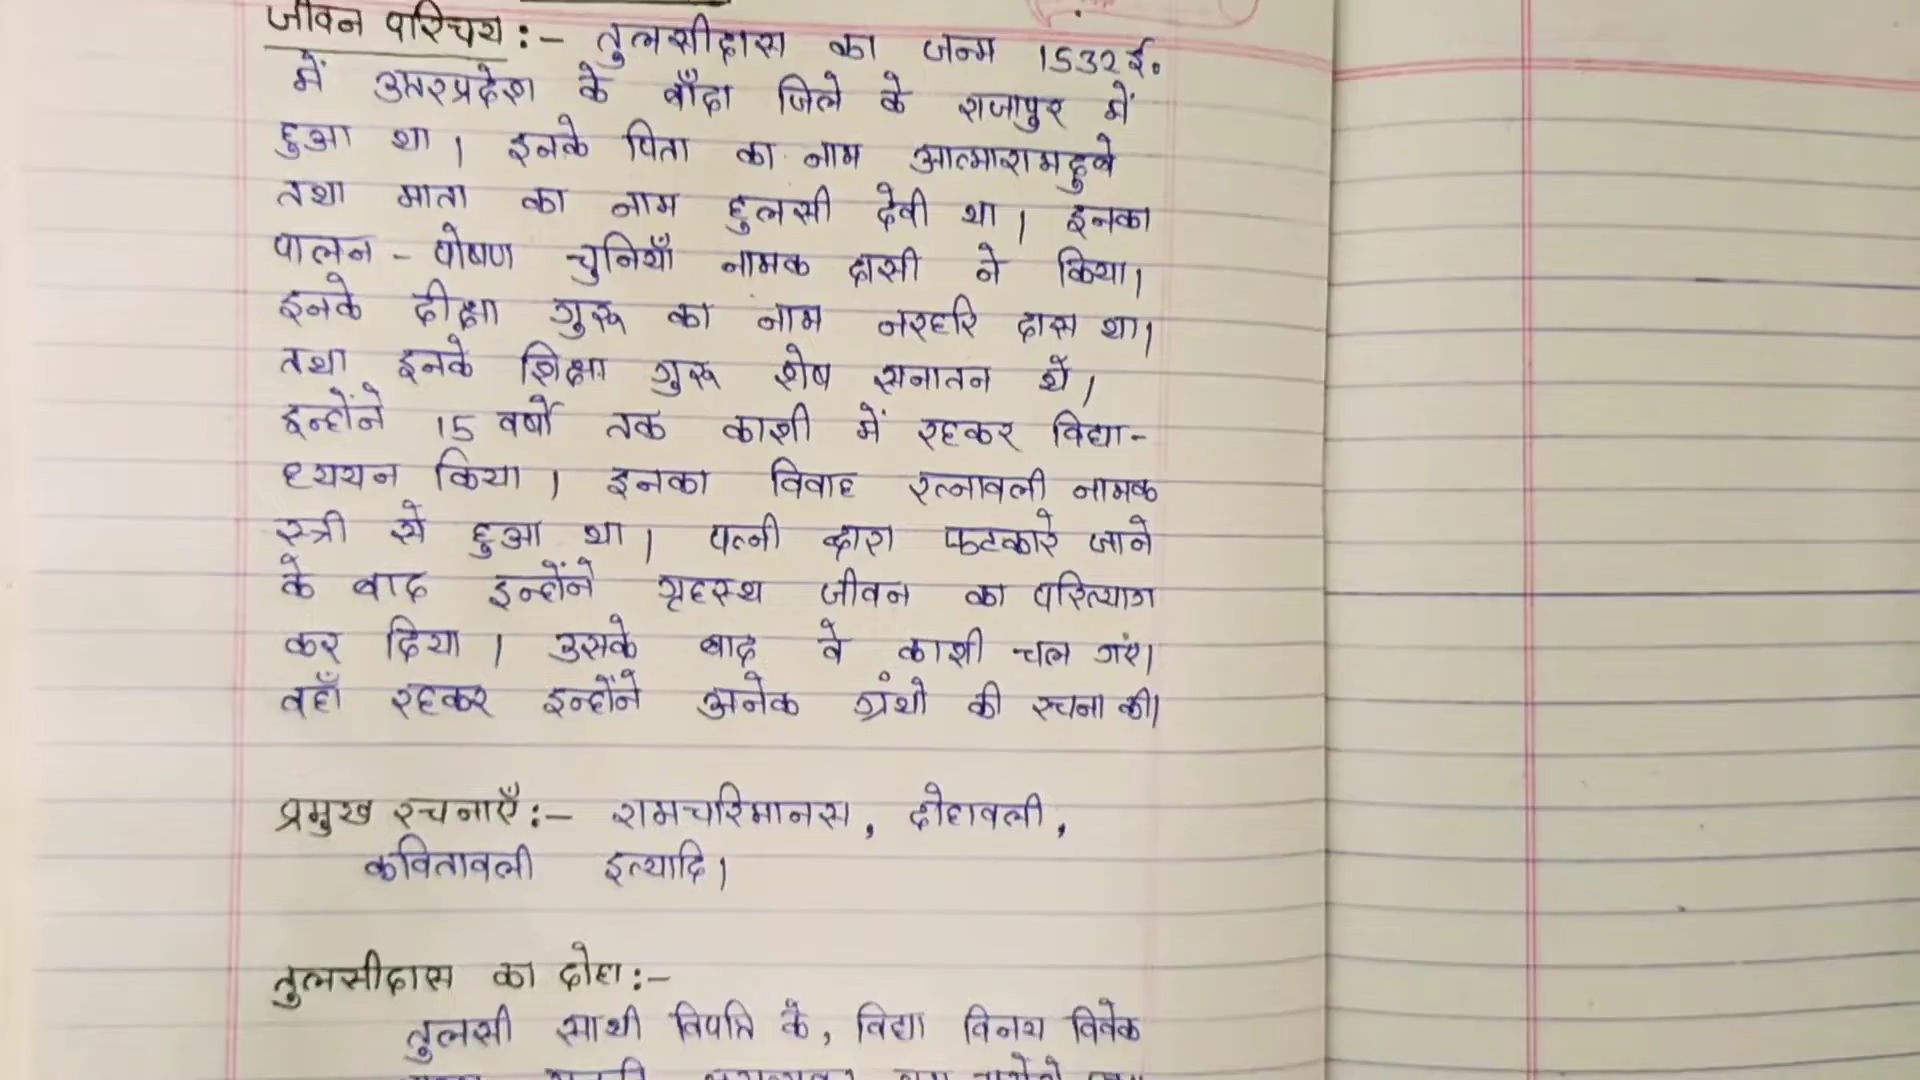 जीवन परिचय :- तुलसीदास का जन्म 1532 ई.
में उत्तरप्रदेश के बाँदा जिले के राजापुर में
हुआ था। इनके पिता का नाम आत्मारामदुबे
तथा माता का नाम हुलसी देवी था। इनका
पालन - पोषण चुनियाँ नामक दासी ने किया।
इनके दीक्षा गुरू का नाम नरहरि दास था।
तथा इनके शिक्षा गुरू शेष सनातन थें।
इन्होंने 15 वर्षो तक काशी में रहकर विद्या-
ध्ययन किया। इनका विवाह रत्नावली नामक
स्त्री से हुआ था। पत्नी द्वारा फटकारे जाने
के बाद इन्होंने गृहस्थ जीवन का परित्याग
कर दिया। उसके बाद वे काशी चल गए।
वहाँ रहकर इन्होंने अनेक ग्रंथो की रचना की।
प्रमुख रचनाएँ :- रामचरिमानस, दोहावली,
कवितावली इत्यादि।
तुलसीदास का दोहा :-
तुलसी साथी विपत्ति के, विद्या विनय विवेक